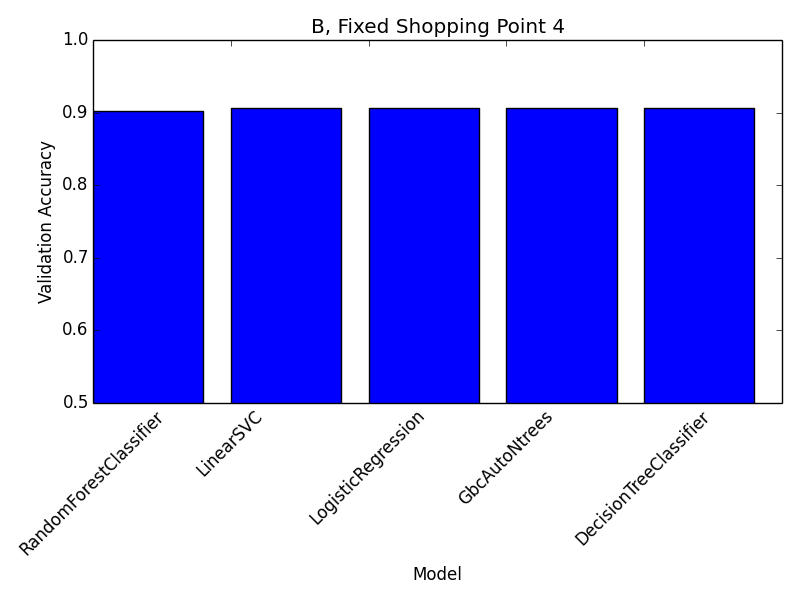 B, Fixed Shopping Point 4
1.0
0.9
0.8
0.7
0.6
0.5
Validation Accuracy
RandomForestClassifier
LinearSVC
LogisticRegression
GbcAutoNtrees
DecisionTreeClassifier
Model